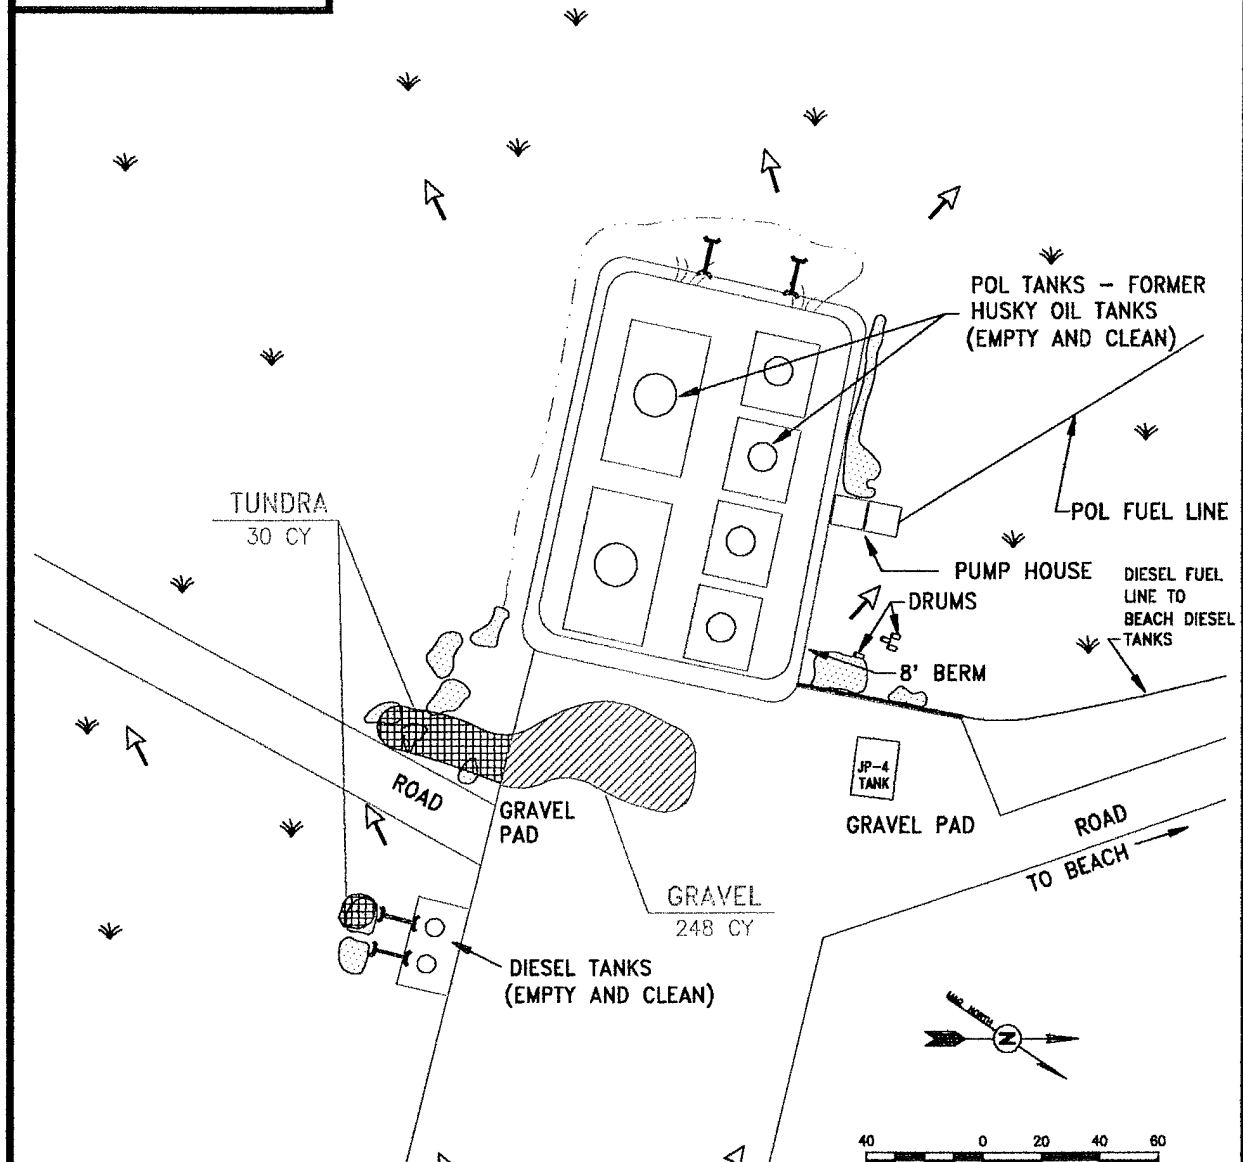 POL TANKS - FORMER
HUSKY OIL TANKS
(EMPTY AND CLEAN)
TUNDRA
30 CY
POL FUEL LINE
PUMP HOUSE
DIESEL FUEL
LINE TO
BEACH DIESEL
TANKS
DRUMS
8' BERM
JP-4
TANK
ROAD
GRAVEL
PAD
GRAVEL PAD
ROAD
TO BEACH
GRAVEL
248 CY
DIESEL TANKS
(EMPTY AND CLEAN)
MAG NORTH
N
40 0 20 40 60